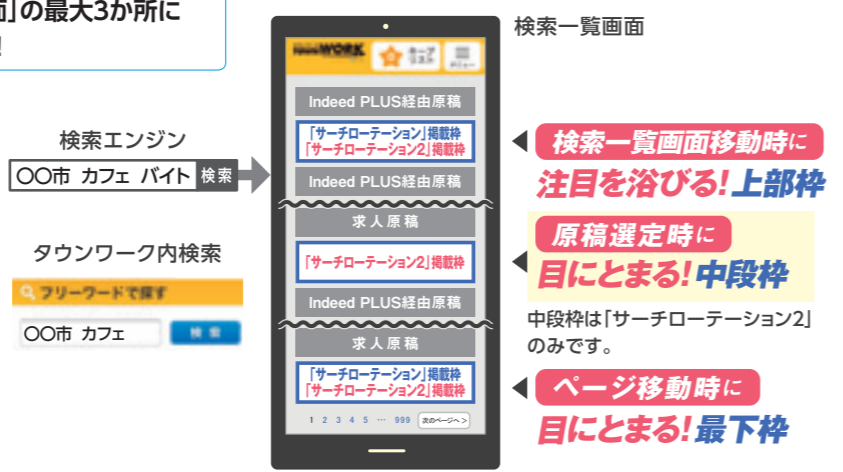 面」の最大3か所に
!
検索一覧画面
WORK
キープ
リスト
メニュー
Indeed PLUS経由原稿
「サーチローテーション」掲載枠
「サーチローテーション2」掲載枠
Indeed PLUS経由原稿
求人原稿
「サーチローテーション2」掲載枠
Indeed PLUS経由原稿
求人原稿
「サーチローテーション」掲載枠
「サーチローテーション2」掲載枠
1 2 3 4 5 … 999 次のページへ>
検索エンジン
〇〇市 カフェ バイト 検索
タウンワーク内検索
フリーワードで探す
〇〇市 カフェ 検索
検索一覧画面移動時に
注目を浴びる!上部枠
原稿選定時に
目にとまる!中段枠
中段枠は「サーチローテーション2」
のみです。
ページ移動時に
目にとまる!最下枠